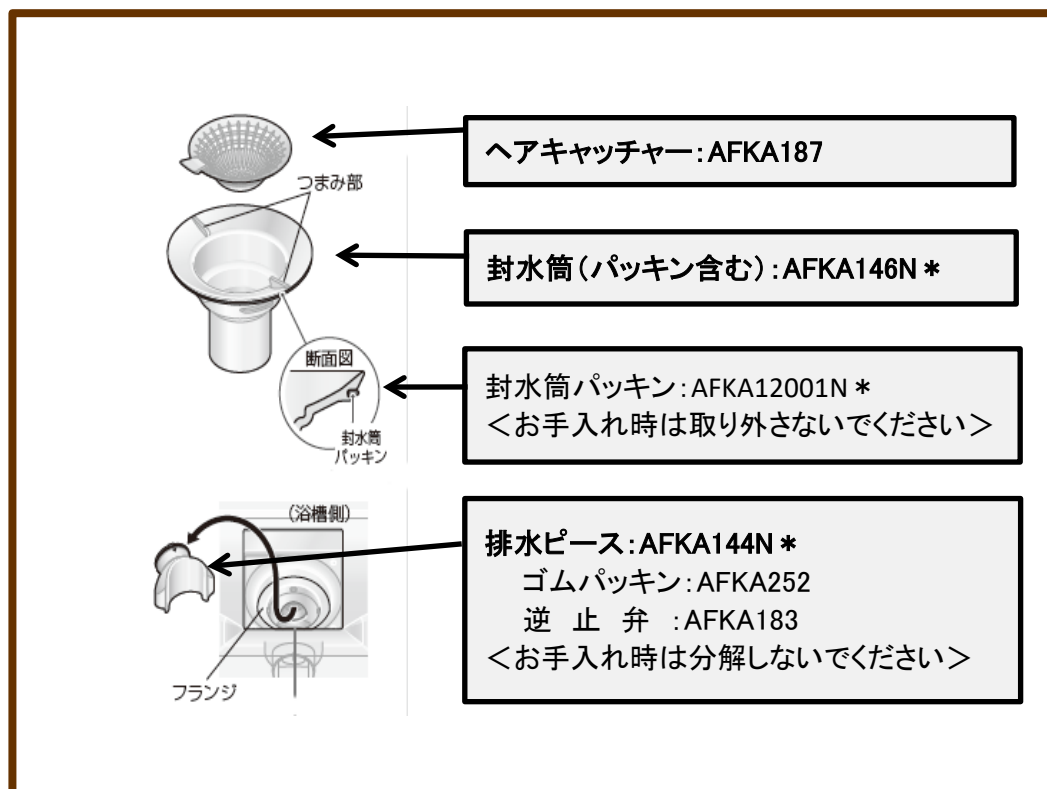 ヘアキャッチャー:AFKA187
つまみ部
封水筒(パッキン含む):AFKA146N*
断面図
封水筒
パッキン
封水筒パッキン:AFKA12001N*
<お手入れ時は取り外さないでください>
(浴槽側)
フランジ
排水ピース:AFKA144N*
ゴムパッキン:AFKA252
逆 止 弁 :AFKA183
<お手入れ時は分解しないでください>